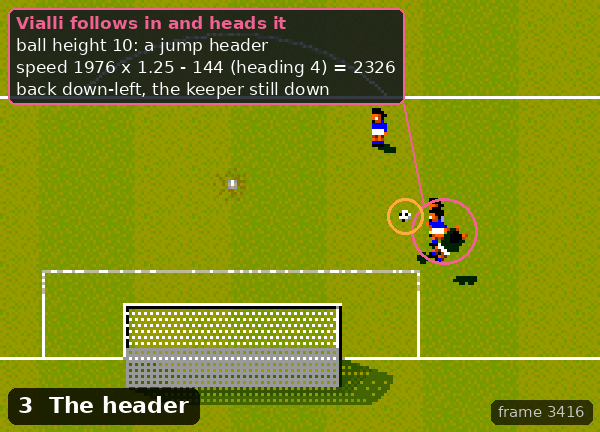 Vialli follows in and heads it
ball height 10: a jump header
speed 1976 x 1.25 - 144 (heading 4) = 2326
back down-left, the keeper still down
3 The header
frame 3416